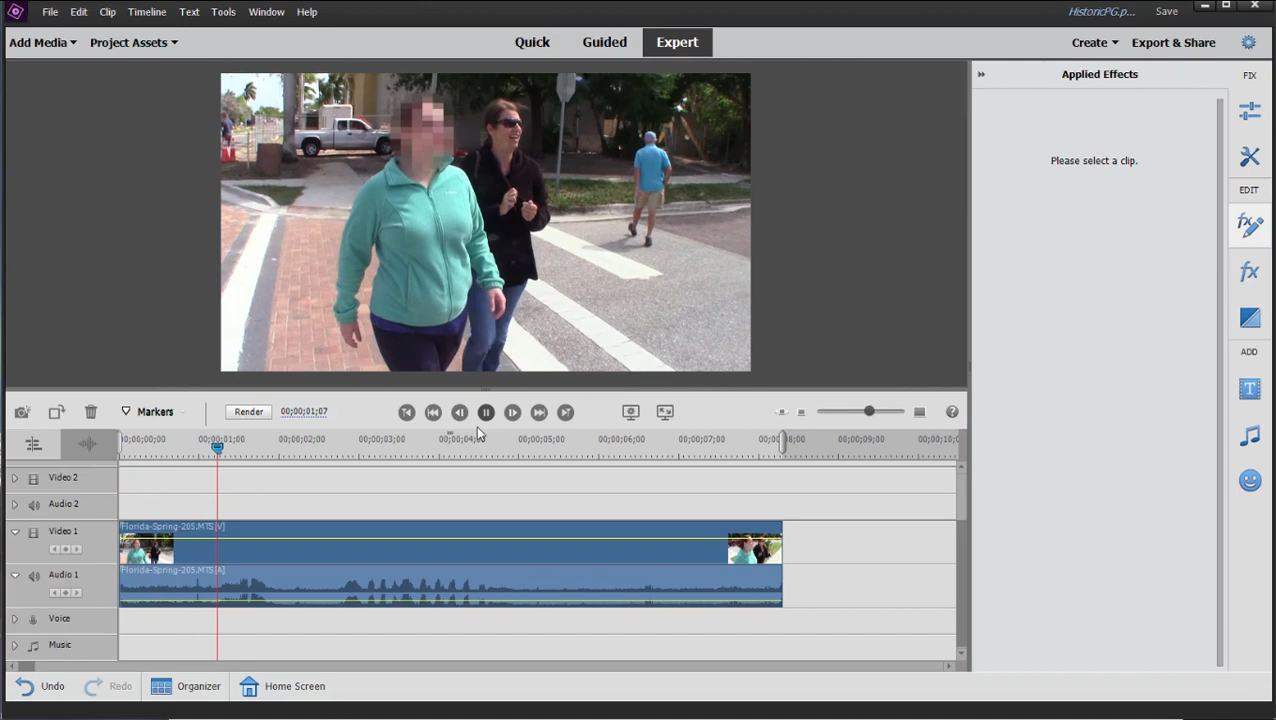 File Edit Clip Timeline Text Tools Window Help HistoricPG.p... Save
Add Media Project Assets Quick Guided Expert Create Export & Share
Applied Effects FIX
Please select a clip.
EDIT
ADD
Markers Render 00;00;01;07
;00;00;00 00;00;01;00 00;00;02;00 00;00;03;00 00;00;04;00 00;00;05;00 00;00;06;00 00;00;07;00 00;00;08;00 00;00;09;00 00;00;10;0
Video 2
Audio 2
Video 1 Florida-Spring-205.MTS[V]
Audio 1 Florida-Spring-205.MTS[A]
Voice
Music
Undo Redo Organizer Home Screen